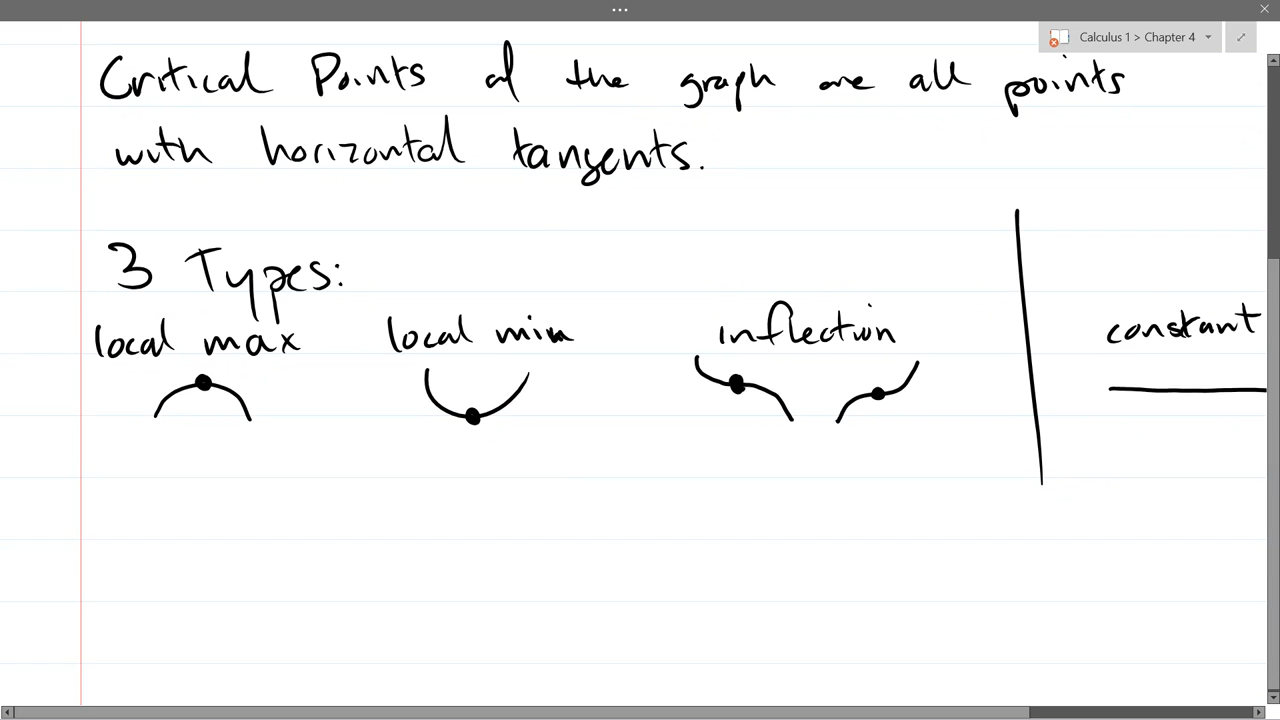 Calculus 1 > Chapter 4
Critical Points of the graph are all points
with horizontal tangents.
3 Types:
local max local min inflection constant